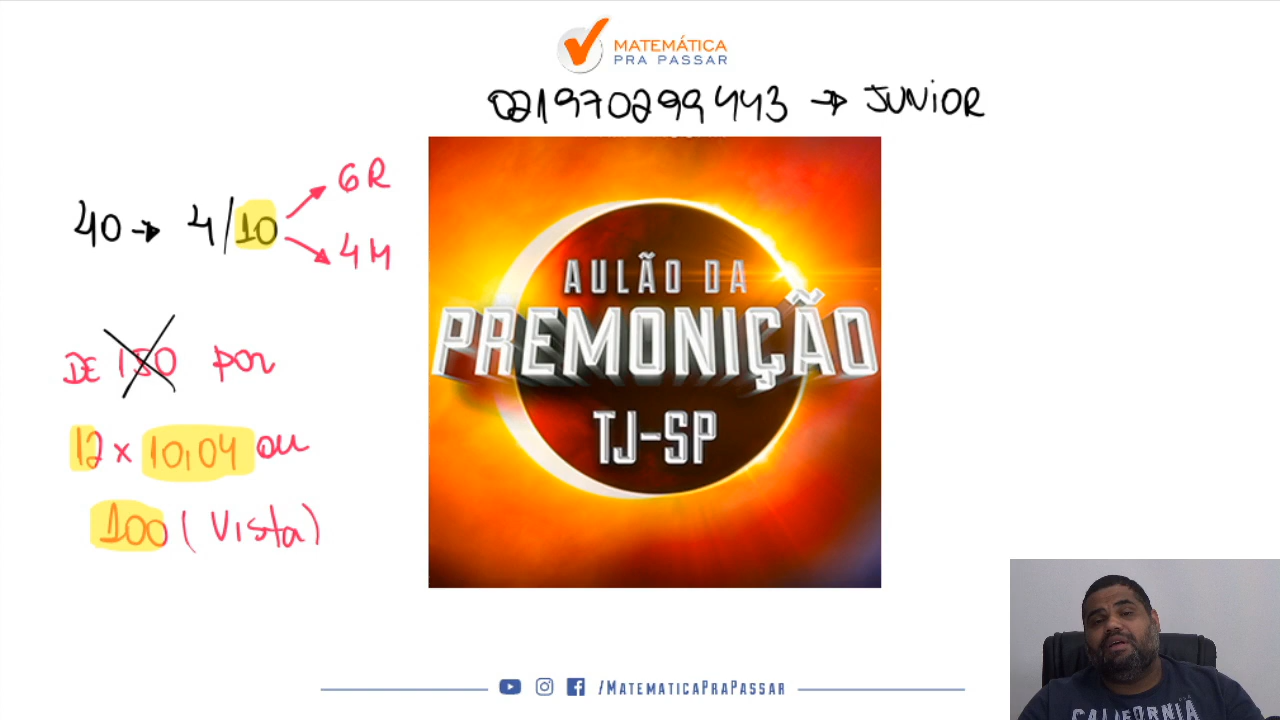 MATEMÁTICA
PRA PASSAR
021970299443 → JUNIOR
6R
40 → 4/10
4M
AULÃO DA
PREMONIÇÃO
TJ-SP
DE 150 por
12 x 10,04 ou
100 (Vista)
/MATEMATICAPRAPASSAR
CALIFORNIA